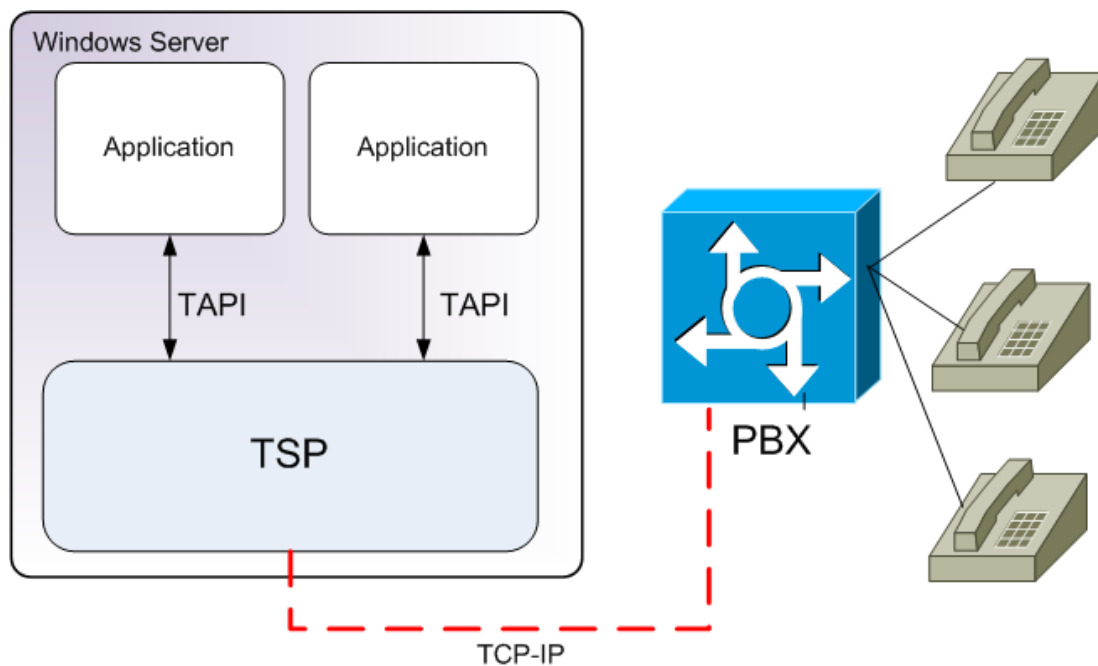 Windows Server
Application
Application
TAPI
TAPI
TSP
PBX
TCP-IP